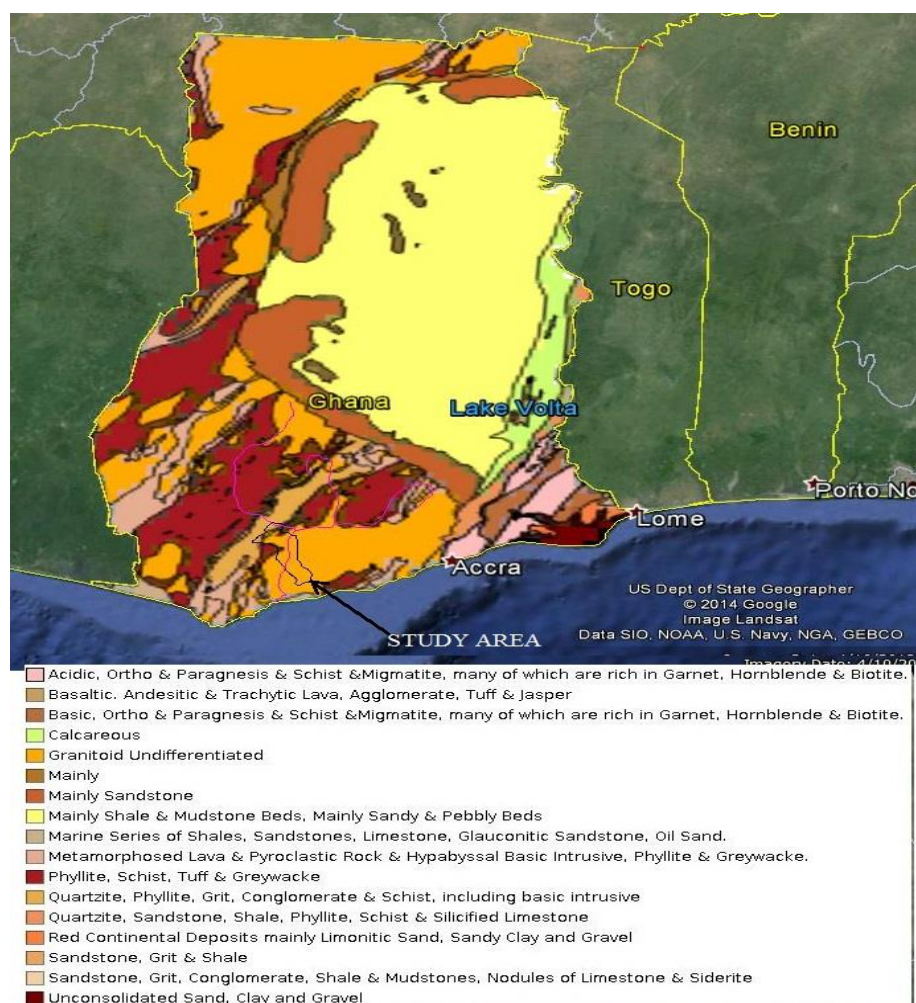 Benin
Togo
Ghana
Lake Volta
Porto No
Lome
Accra
US Dept of State Geographer
© 2014 Google
Image Landsat
Data SIO, NOAA, U.S. Navy, NGA, GEBCO
STUDY AREA
Imagery Date: 4/10/20
Acidic, Ortho & Paragnesis & Schist &Migmatite, many of which are rich in Garnet, Hornblende & Biotite.
Basaltic. Andesitic & Trachytic Lava, Agglomerate, Tuff & Jasper
Basic, Ortho & Paragnesis & Schist &Migmatite, many of which are rich in Garnet, Hornblende & Biotite.
Calcareous
Granitoid Undifferentiated
Mainly
Mainly Sandstone
Mainly Shale & Mudstone Beds, Mainly Sandy & Pebbly Beds
Marine Series of Shales, Sandstones, Limestone, Glauconitic Sandstone, Oil Sand.
Metamorphosed Lava & Pyroclastic Rock & Hypabyssal Basic Intrusive, Phyllite & Greywacke.
Phyllite, Schist, Tuff & Greywacke
Quartzite, Phyllite, Grit, Conglomerate & Schist, including basic intrusive
Quartzite, Sandstone, Shale, Phyllite, Schist & Silicified Limestone
Red Continental Deposits mainly Limonitic Sand, Sandy Clay and Gravel
Sandstone, Grit & Shale
Sandstone, Grit, Conglomerate, Shale & Mudstones, Nodules of Limestone & Siderite
Unconsolidated Sand, Clay and Gravel